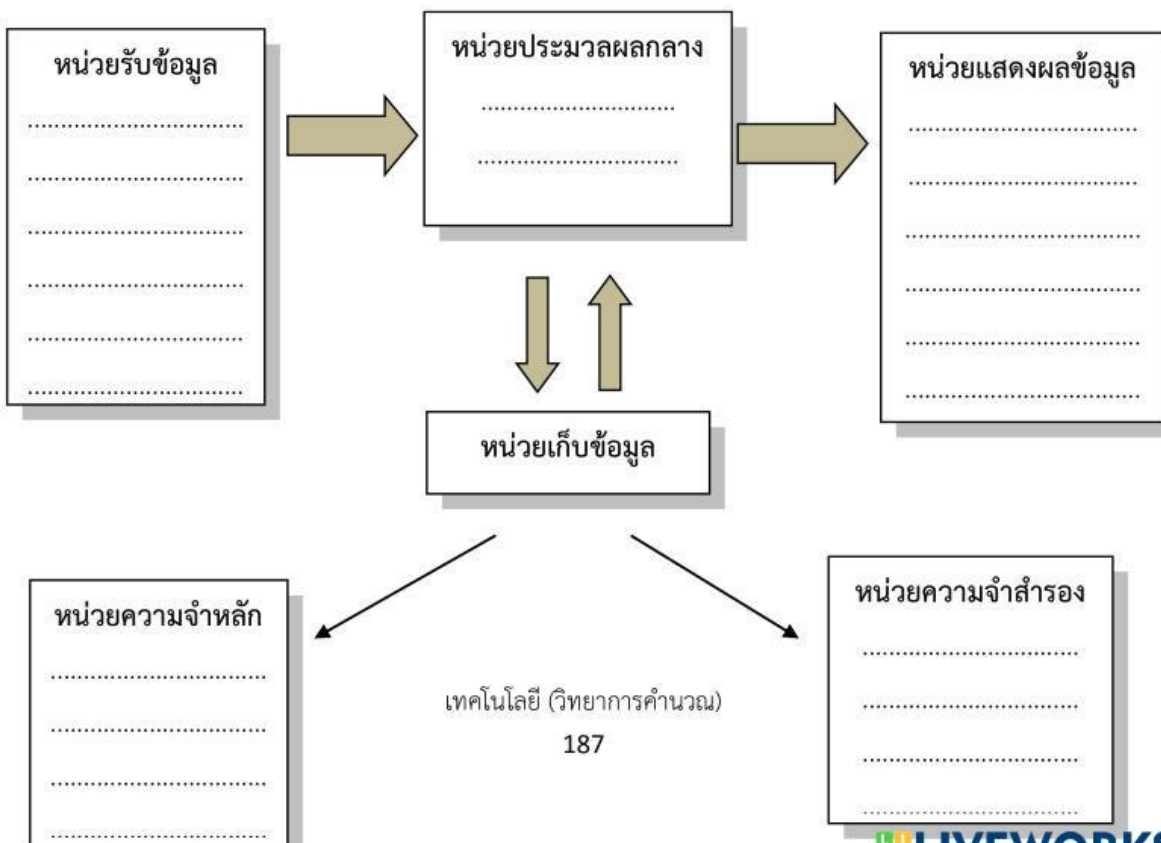 หน่วยรับข้อมูล
................................
................................
................................
................................
................................
................................
หน่วยประมวลผลกลาง
..............................
..............................
หน่วยแสดงผลข้อมูล
..................................
..................................
..................................
..................................
..................................
..................................
หน่วยเก็บข้อมูล
หน่วยความจำหลัก
................................
................................
................................
................................
หน่วยความจำสำรอง
................................
................................
................................
................................
เทคโนโลยี (วิทยาการคำนวณ)
187
LIVEWORKS